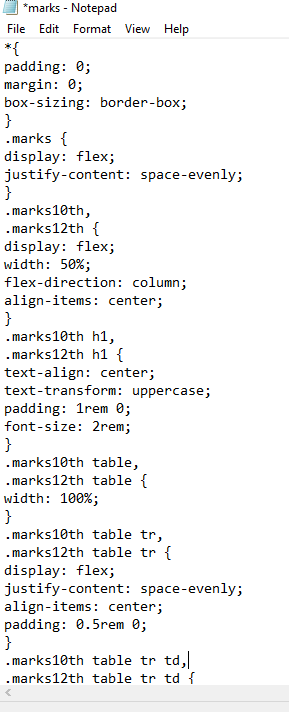 *marks - Notepad
File Edit Format View Help
*{
padding: 0;
margin: 0;
box-sizing: border-box;
}
.marks {
display: flex;
justify-content: space-evenly;
}
.marks10th,
.marks12th {
display: flex;
width: 50%;
flex-direction: column;
align-items: center;
}
.marks10th h1,
.marks12th h1 {
text-align: center;
text-transform: uppercase;
padding: 1rem 0;
font-size: 2rem;
}
.marks10th table,
.marks12th table {
width: 100%;
}
.marks10th table tr,
.marks12th table tr {
display: flex;
justify-content: space-evenly;
align-items: center;
padding: 0.5rem 0;
}
.marks10th table tr td,
.marks12th table tr td {